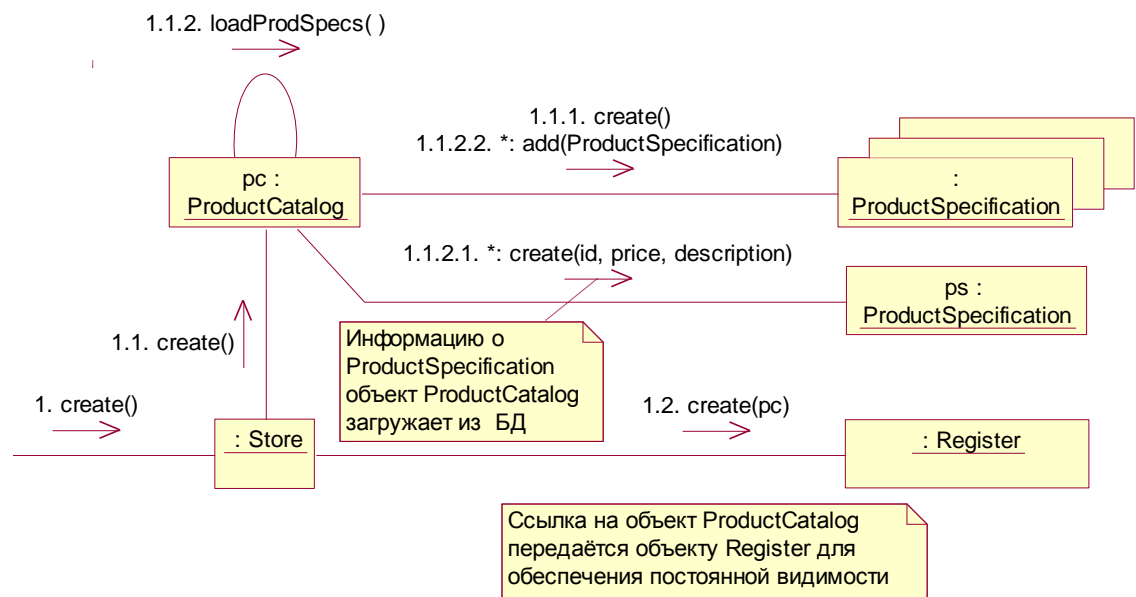 1.1.2. loadProdSpecs( )
1.1.1. create()
1.1.2.2. *: add(ProductSpecification)
pc :
ProductCatalog
:
ProductSpecification
1.1.2.1. *: create(id, price, description)
ps :
ProductSpecification
1.1. create()
Информацию о
ProductSpecification
объект ProductCatalog
загружает из БД
1. create()
1.2. create(pc)
: Store
: Register
Ссылка на объект ProductCatalog
передаётся объекту Register для
обеспечения постоянной видимости